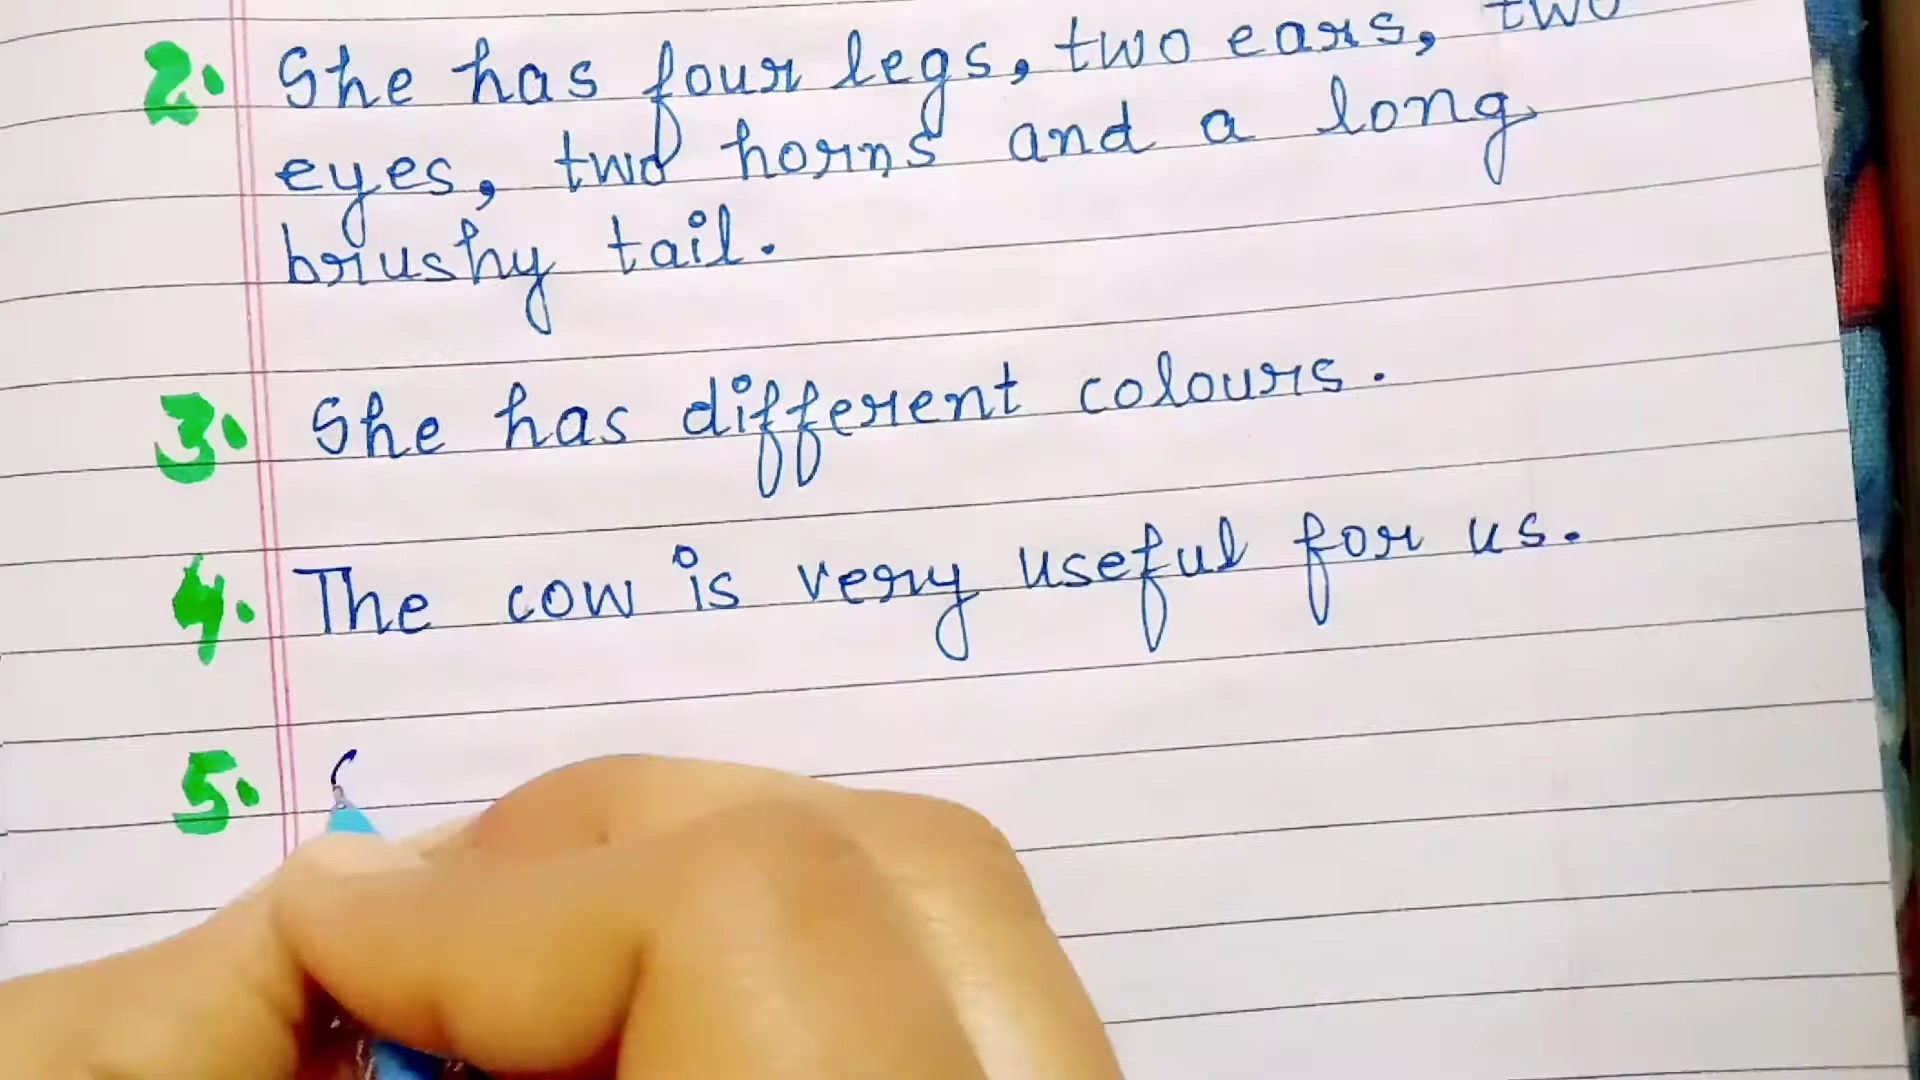 2. She has four legs, two ears, two
eyes, two horns and a long
brushy tail.
3. She has different colours.
4. The cow is very useful for us.
5.